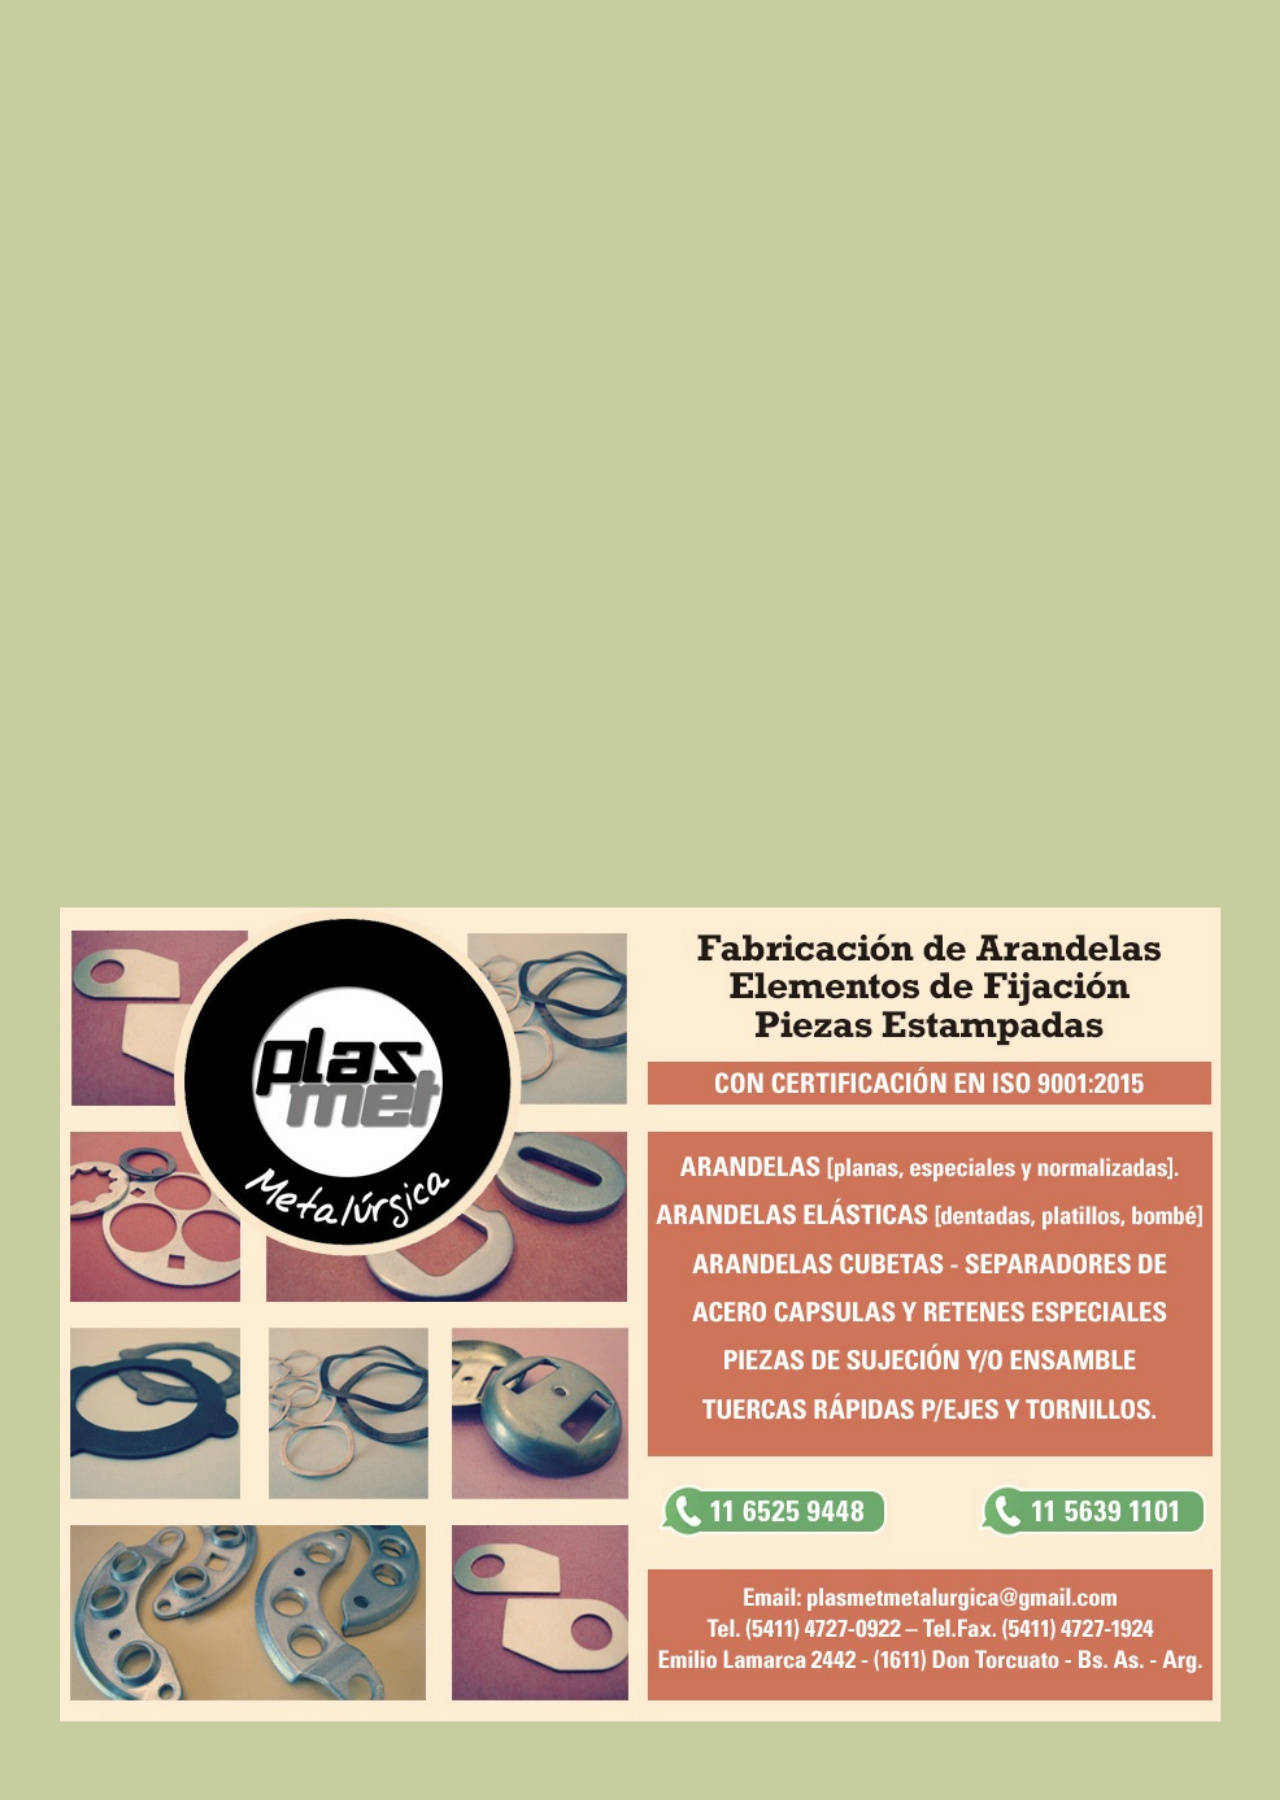 plas
met
Metalúrgica
Fabricación de Arandelas
Elementos de Fijación
Piezas Estampadas
CON CERTIFICACIÓN EN ISO 9001:2015
ARANDELAS [planas, especiales y normalizadas].
ARANDELAS ELÁSTICAS [dentadas, platillos, bombé]
ARANDELAS CUBETAS - SEPARADORES DE
ACERO CAPSULAS Y RETENES ESPECIALES
PIEZAS DE SUJECIÓN Y/O ENSAMBLE
TUERCAS RÁPIDAS P/EJES Y TORNILLOS.
11 6525 9448
11 5639 1101
Email: plasmetmetalurgica@gmail.com
Tel. (5411) 4727-0922 – Tel.Fax. (5411) 4727-1924
Emilio Lamarca 2442 - (1611) Don Torcuato - Bs. As. - Arg.